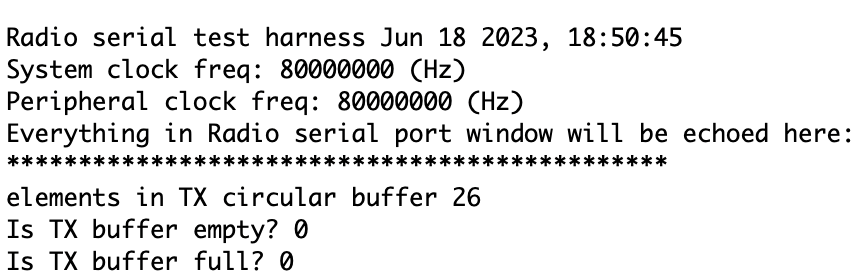 Radio serial test harness Jun 18 2023, 18:50:45
System clock freq: 80000000 (Hz)
Peripheral clock freq: 80000000 (Hz)
Everything in Radio serial port window will be echoed here:
**********************************************
elements in TX circular buffer 26
Is TX buffer empty? 0
Is TX buffer full? 0